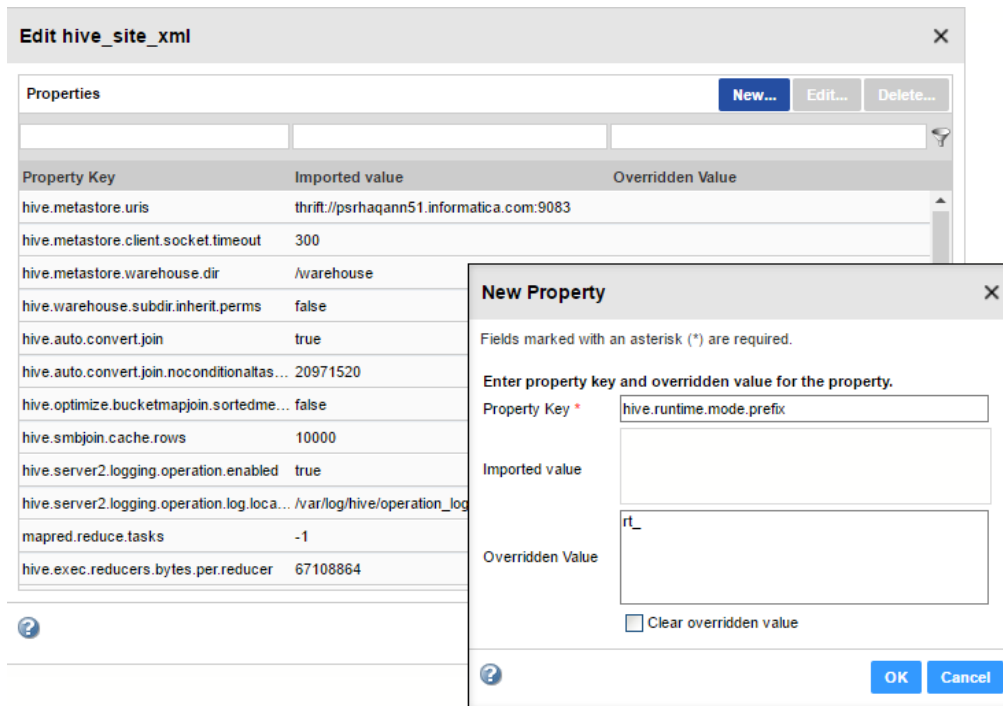 Edit hive_site_xml
Properties
New... Edit... Delete...
Property Key Imported value Overridden Value
hive.metastore.uris thrift://psrhaqann51.informatica.com:9083
hive.metastore.client.socket.timeout 300
hive.metastore.warehouse.dir /warehouse
hive.warehouse.subdir.inherit.perms false
hive.auto.convert.join true
hive.auto.convert.join.noconditionaltas... 20971520
hive.optimize.bucketmapjoin.sortedme... false
hive.smbjoin.cache.rows 10000
hive.server2.logging.operation.enabled true
hive.server2.logging.operation.log.loca... /var/log/hive/operation_log
mapred.reduce.tasks -1
hive.exec.reducers.bytes.per.reducer 67108864
New Property
Fields marked with an asterisk (*) are required.
Enter property key and overridden value for the property.
Property Key * hive.runtime.mode.prefix
Imported value
Overridden Value rt_
Clear overridden value
OK Cancel